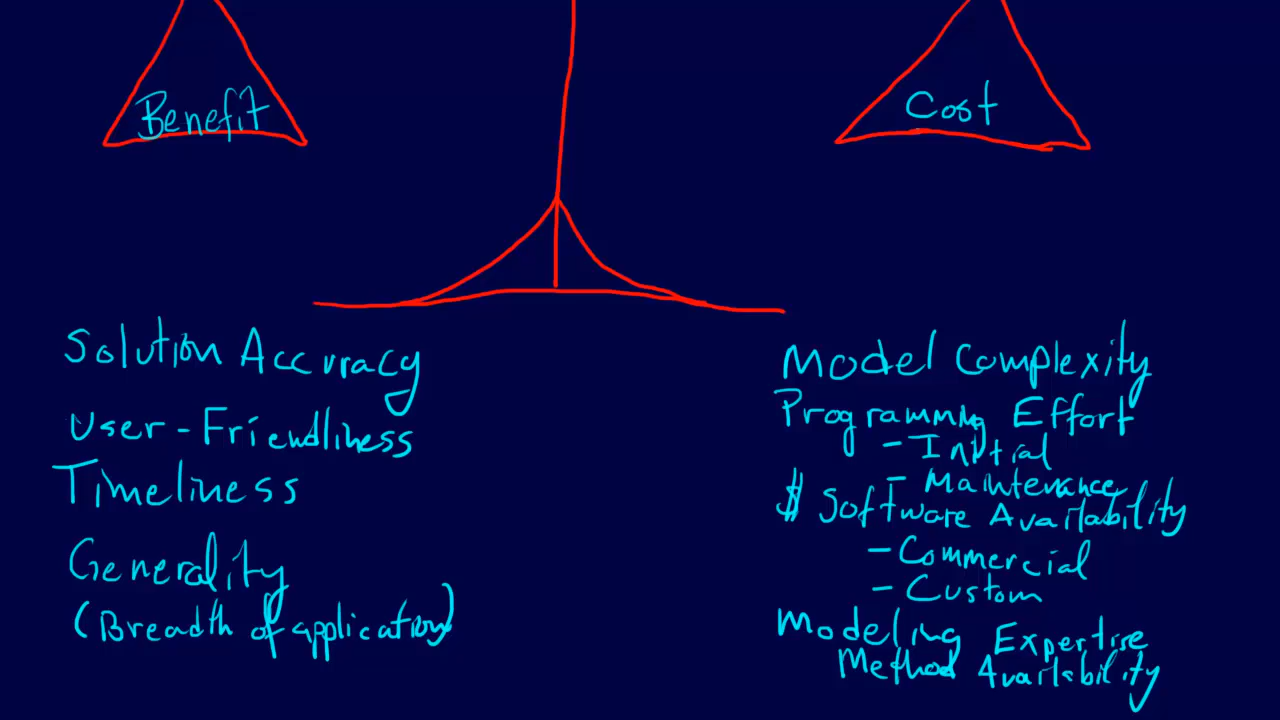 Benefit
Cost
Solution Accuracy
User-Friendliness
Timeliness
Generality
(Breadth of application)
Model Complexity
Programming Effort
- Initial
- Maintenance
$ Software Availability
- Commercial
- Custom
Modeling Expertise
Method Availability